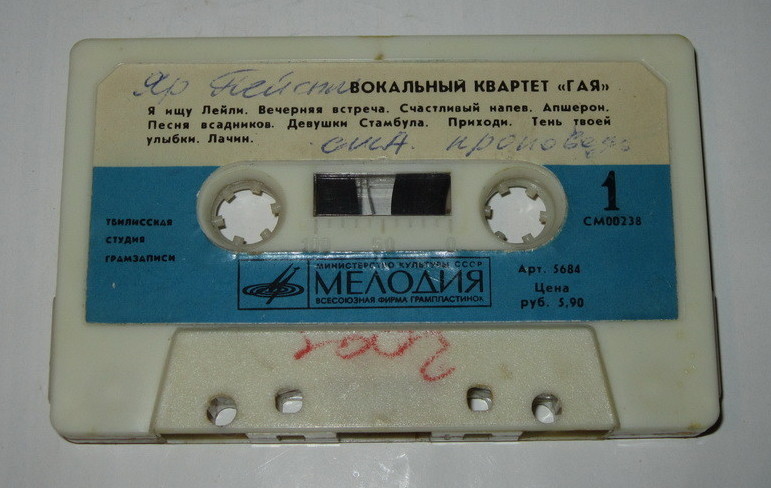 Яр Пейсти ВОКАЛЬНЫЙ КВАРТЕТ «ГАЯ»
Я ищу Лейли. Вечерняя встреча. Счастливый напев. Апшерон.
Песня всадников. Девушки Стамбула. Приходи. Тень твоей
улыбки. Лачин. США. проповедь
1
СМ00238
ТБИЛИССКАЯ
СТУДИЯ
ГРАМЗАПИСИ
МИНИСТЕРСТВО КУЛЬТУРЫ СССР
МЕЛОДИЯ
ВСЕСОЮЗНАЯ ФИРМА ГРАМПЛАСТИНОК
Арт. 5684
Цена
руб. 5,90